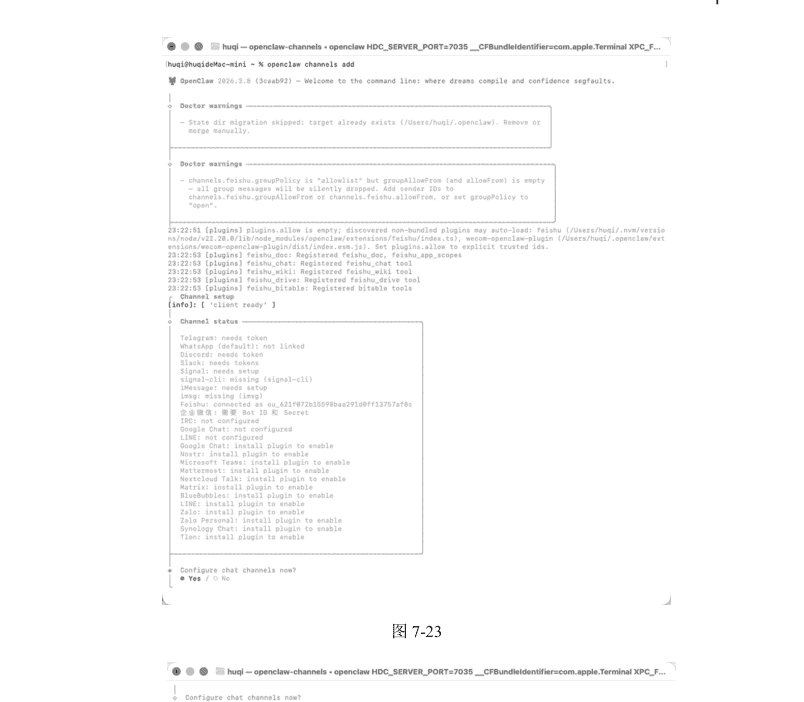 huqi — openclaw-channels • openclaw HDC_SERVER_PORT=7035 __CFBundleIdentifier=com.apple.Terminal XPC_F...
[huqi@huqideMac-mini ~ % openclaw channels add ]
OpenClaw 2026.3.8 (3caab92) — Welcome to the command line: where dreams compile and confidence segfaults.
Doctor warnings
- State dir migration skipped: target already exists (/Users/huqi/.openclaw). Remove or
merge manually.
Doctor warnings
- channels.feishu.groupPolicy is "allowlist" but groupAllowFrom (and allowFrom) is empty
— all group messages will be silently dropped. Add sender IDs to
channels.feishu.groupAllowFrom or channels.feishu.allowFrom, or set groupPolicy to
"open".
23:22:51 [plugins] plugins.allow is empty; discovered non-bundled plugins may auto-load: feishu (/Users/huqi/.nvm/versio
ns/node/v22.20.0/lib/node_modules/openclaw/extensions/feishu/index.ts), wecom-openclaw-plugin (/Users/huqi/.openclaw/ext
ensions/wecom-openclaw-plugin/dist/index.esm.js). Set plugins.allow to explicit trusted ids.
23:22:53 [plugins] feishu_doc: Registered feishu_doc, feishu_app_scopes
23:22:53 [plugins] feishu_chat: Registered feishu_chat tool
23:22:53 [plugins] feishu_wiki: Registered feishu_wiki tool
23:22:53 [plugins] feishu_drive: Registered feishu_drive tool
23:22:53 [plugins] feishu_bitable: Registered bitable tools
Channel setup
[info]: [ 'client ready' ]
Channel status
Telegram: needs token
WhatsApp (default): not linked
Discord: needs token
Slack: needs tokens
Signal: needs setup
signal-cli: missing (signal-cli)
iMessage: needs setup
imsg: missing (imsg)
Feishu: connected as
企业微信: 需要 Bot ID 和 Secret
IRC: not configured
Google Chat: not configured
LINE: not configured
Google Chat: install plugin to enable
Nostr: install plugin to enable
Microsoft Teams: install plugin to enable
Mattermost: install plugin to enable
Nextcloud Talk: install plugin to enable
Matrix: install plugin to enable
BlueBubbles: install plugin to enable
LINE: install plugin to enable
Zalo: install plugin to enable
Zalo Personal: install plugin to enable
Synology Chat: install plugin to enable
Tlon: install plugin to enable
Configure chat channels now?
● Yes / ○ No
图 7-23
huqi — openclaw-channels • openclaw HDC_SERVER_PORT=7035 __CFBundleIdentifier=com.apple.Terminal XPC_F...
Configure chat channels now?